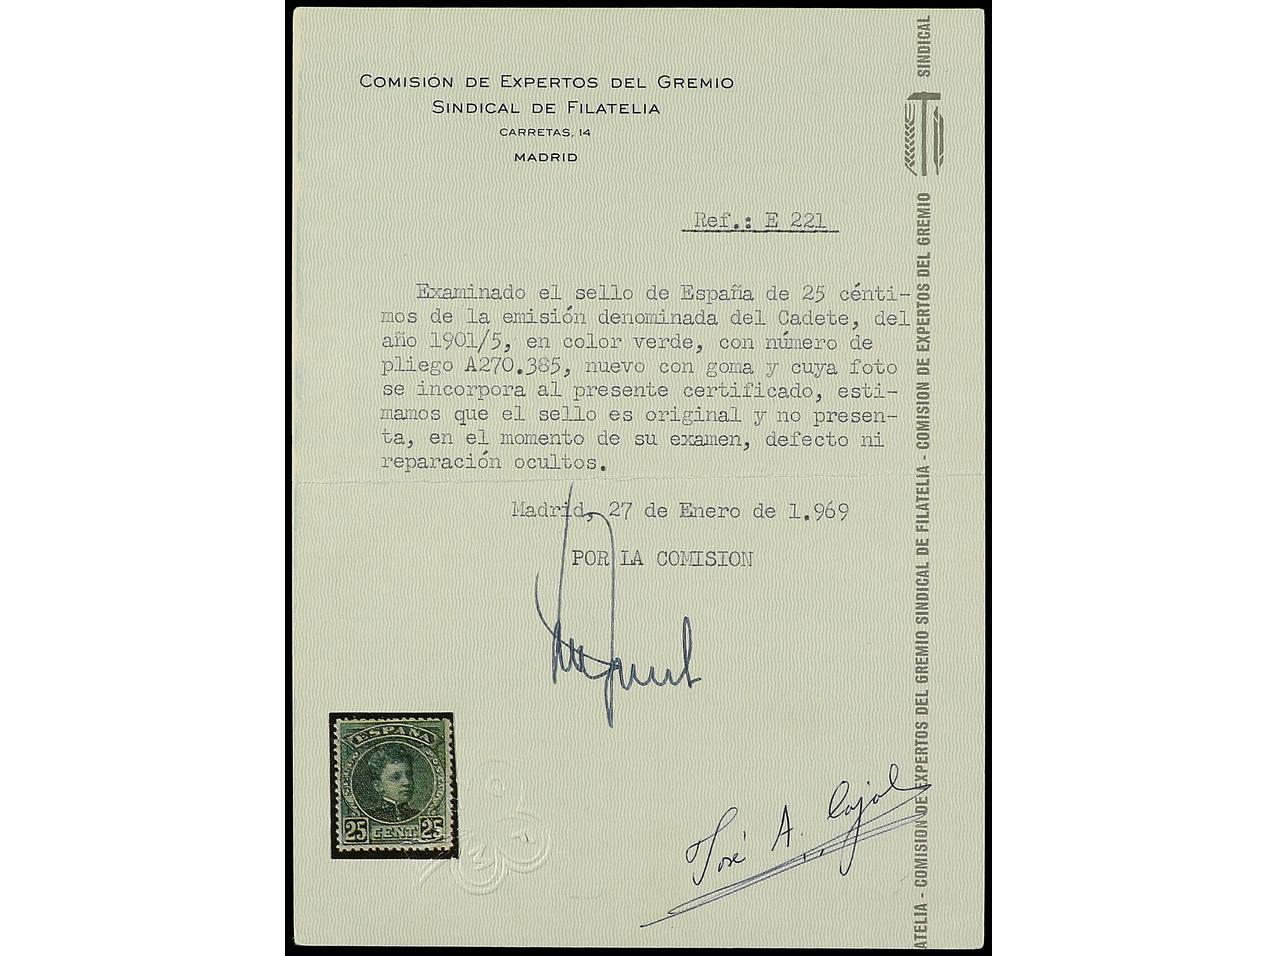 COMISIÓN DE EXPERTOS DEL GREMIO
SINDICAL DE FILATELIA
CARRETAS, 14
MADRID
Ref.: E 221
Examinado el sello de España de 25 cénti-
mos de la emisión denominada del Cadete, del
año 1901/5, en color verde, con número de
pliego A270.385, nuevo con goma y cuya foto
se incorpora al presente certificado, esti-
mamos que el sello es original y no presen-
ta, en el momento de su examen, defecto ni
reparación ocultos.
Madrid, 27 de Enero de 1.969
POR LA COMISION
ESPAÑA
25 CENT 25
José A. Cajal
ATELIA - COMISION DE EXPERTOS DEL GREMIO SINDICAL DE FILATELIA - COMISION DE EXPERTOS DEL GREMIO SINDICAL